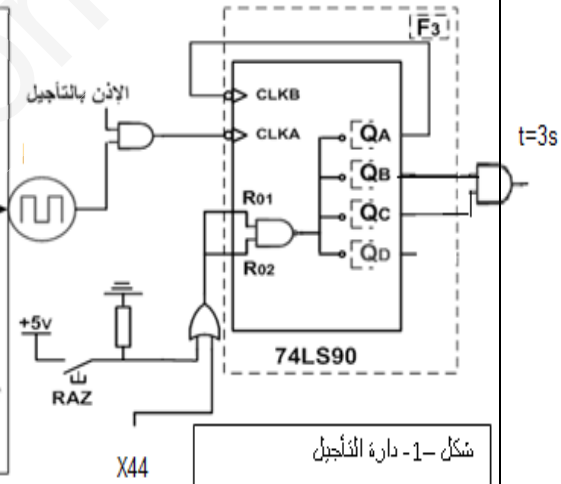 F3
الإذن بالتأجيل
CLKB
CLKA
QA
t=3s
QB
R01
QC
R02
QD
+5v
RAZ
74LS90
X44
شكل –1- دارة التأجيل